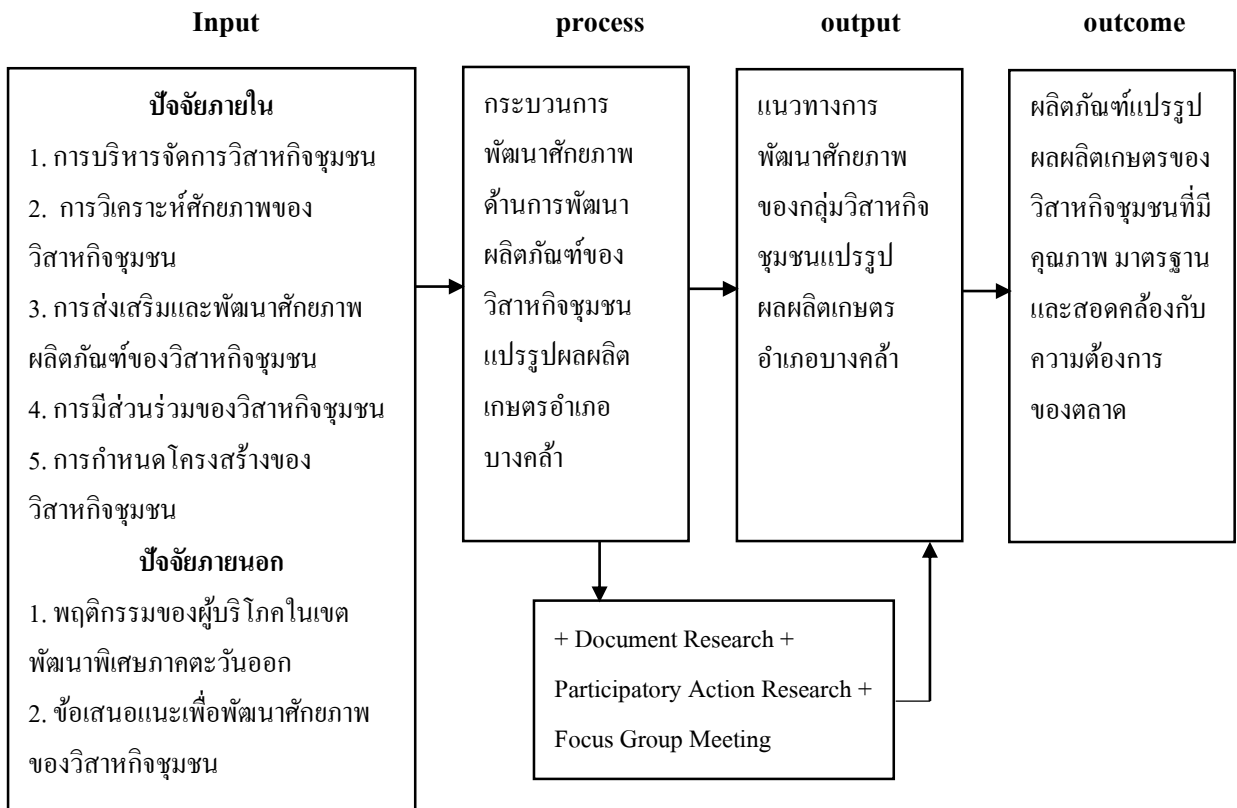 Input
process
output
outcome
ปัจจัยภายใน
1. การบริหารจัดการวิสาหกิจชุมชน
2. การวิเคราะห์ศักยภาพของ
วิสาหกิจชุมชน
3. การส่งเสริมและพัฒนาศักยภาพ
ผลิตภัณฑ์ของวิสาหกิจชุมชน
4. การมีส่วนร่วมของวิสาหกิจชุมชน
5. การกำหนดโครงสร้างของ
วิสาหกิจชุมชน
ปัจจัยภายนอก
1. พฤติกรรมของผู้บริโภคในเขต
พัฒนาพิเศษภาคตะวันออก
2. ข้อเสนอแนะเพื่อพัฒนาศักยภาพ
ของวิสาหกิจชุมชน
กระบวนการ
พัฒนาศักยภาพ
ด้านการพัฒนา
ผลิตภัณฑ์ของ
วิสาหกิจชุมชน
แปรรูปผลผลิต
เกษตรอำเภอ
บางคล้า
แนวทางการ
พัฒนาศักยภาพ
ของกลุ่มวิสาหกิจ
ชุมชนแปรรูป
ผลผลิตเกษตร
อำเภอบางคล้า
ผลิตภัณฑ์แปรรูป
ผลผลิตเกษตรของ
วิสาหกิจชุมชนที่มี
คุณภาพ มาตรฐาน
และสอดคล้องกับ
ความต้องการ
ของตลาด
+ Document Research +
Participatory Action Research +
Focus Group Meeting